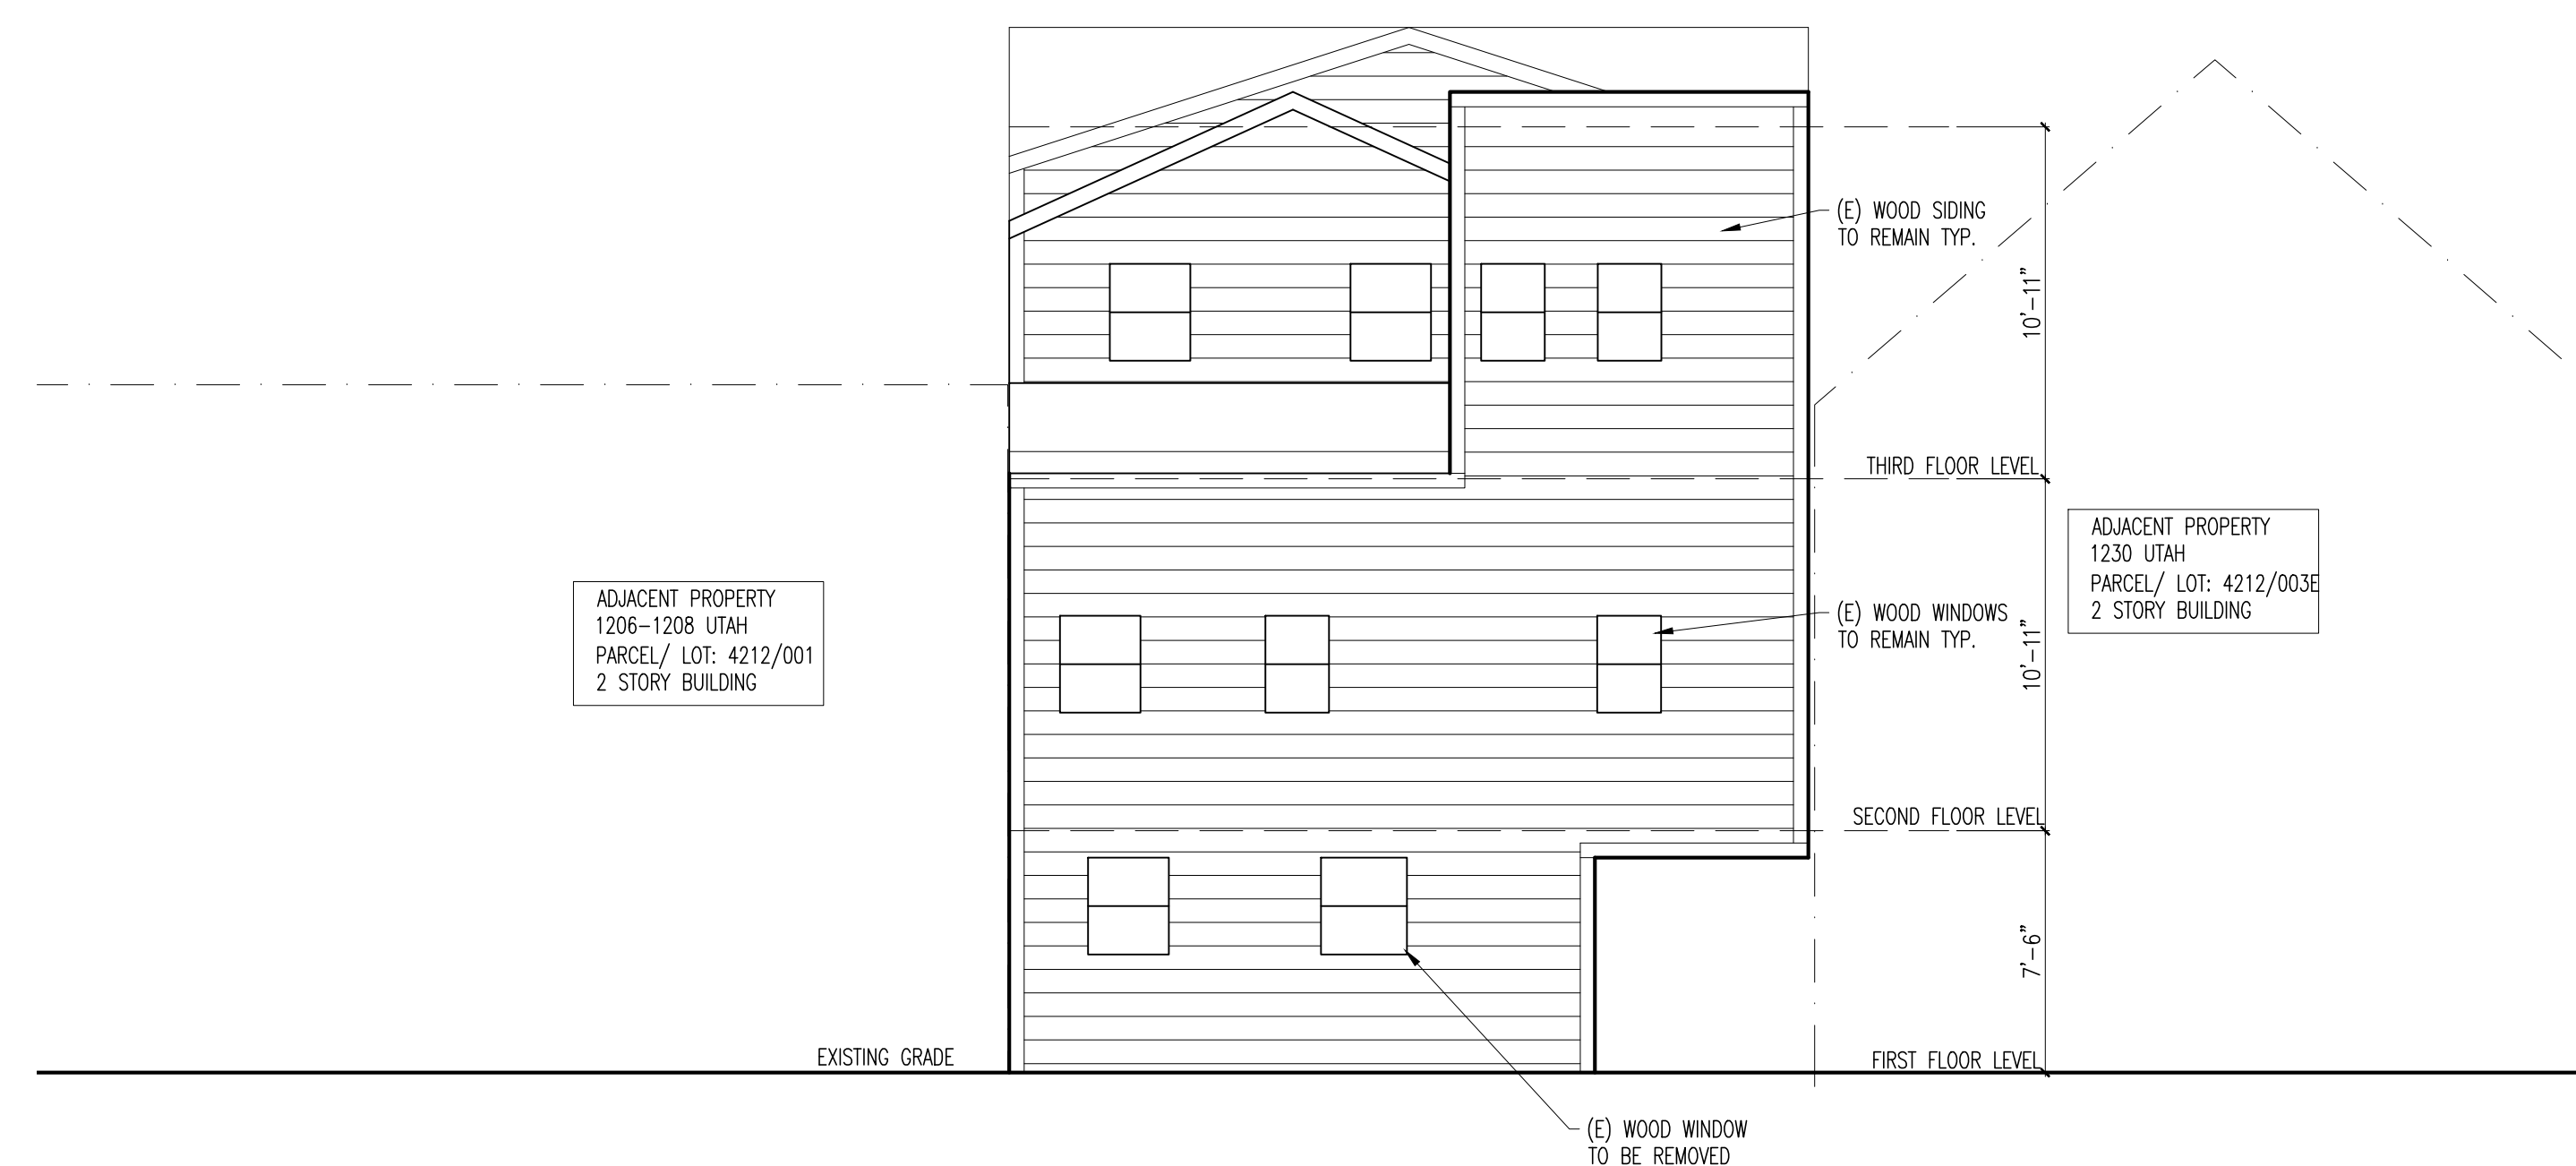 (E) WOOD SIDING
TO REMAIN TYP.
10'-11"
THIRD FLOOR LEVEL
ADJACENT PROPERTY
1230 UTAH
PARCEL/ LOT: 4212/003E
2 STORY BUILDING
ADJACENT PROPERTY
1206-1208 UTAH
PARCEL/ LOT: 4212/001
2 STORY BUILDING
(E) WOOD WINDOWS
TO REMAIN TYP.
10'-11"
SECOND FLOOR LEVEL
7'-6"
EXISTING GRADE
FIRST FLOOR LEVEL
(E) WOOD WINDOW
TO BE REMOVED